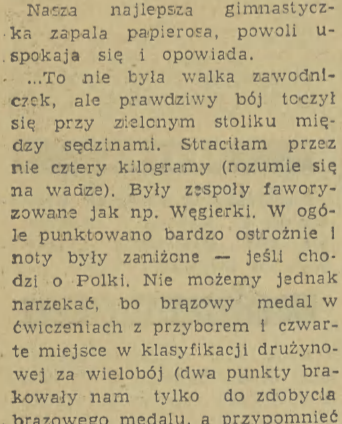 Nasza najlepsza gimnastycz-
ka zapala papierosa, powoli u-
spokaja się i opowiada.
...To nie była walka zawodni-
czek, ale prawdziwy bój toczył
się przy zielonym stoliku mię-
dzy sędzinami. Straciłam przez
nie cztery kilogramy (rozumie się
na wadze). Były zespoły fawory-
zowane jak np. Węgierki. W ogó-
le punktowano bardzo ostrożnie i
noty były zaniżone — jeśli cho-
dzi o Polki. Nie możemy jednak
narzekać, bo brązowy medal w
ćwiczeniach z przyborem i czwar-
te miejsce w klasyfikacji drużyno-
wej za wielobój (dwa punkty bra-
kowały nam tylko do zdobycia
brązowego medalu, a przypomnieć